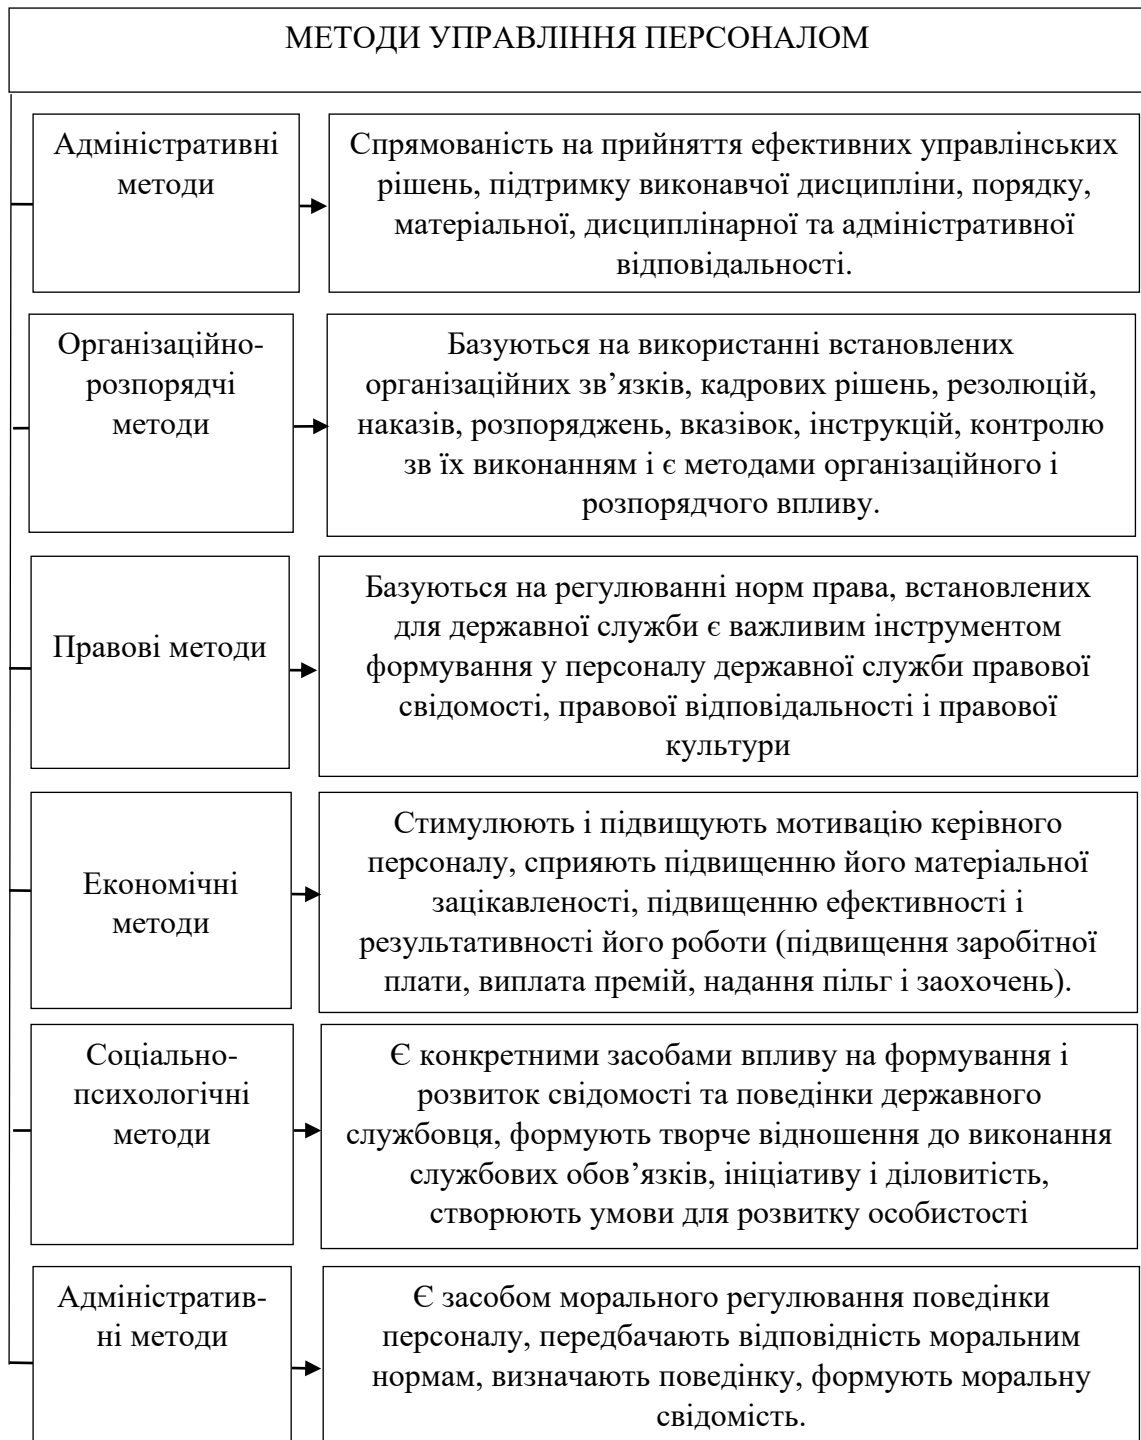 МЕТОДИ УПРАВЛІННЯ ПЕРСОНАЛОМ
Адміністративні
методи
Спрямованість на прийняття ефективних управлінських
рішень, підтримку виконавчої дисципліни, порядку,
матеріальної, дисциплінарної та адміністративної
відповідальності.
Організаційно-
розпорядчі
методи
Базуються на використанні встановлених
організаційних зв’язків, кадрових рішень, резолюцій,
наказів, розпоряджень, вказівок, інструкцій, контролю
зв їх виконанням і є методами організаційного і
розпорядчого впливу.
Правові методи
Базуються на регулюванні норм права, встановлених
для державної служби є важливим інструментом
формування у персоналу державної служби правової
свідомості, правової відповідальності і правової
культури
Економічні
методи
Стимулюють і підвищують мотивацію керівного
персоналу, сприяють підвищенню його матеріальної
зацікавленості, підвищенню ефективності і
результативності його роботи (підвищення заробітної
плати, виплата премій, надання пільг і заохочень).
Соціально-
психологічні
методи
Є конкретними засобами впливу на формування і
розвиток свідомості та поведінки державного
службовця, формують творче відношення до виконання
службових обов’язків, ініціативу і діловитість,
створюють умови для розвитку особистості
Адміністратив-
ні методи
Є засобом морального регулювання поведінки
персоналу, передбачають відповідність моральним
нормам, визначають поведінку, формують моральну
свідомість.